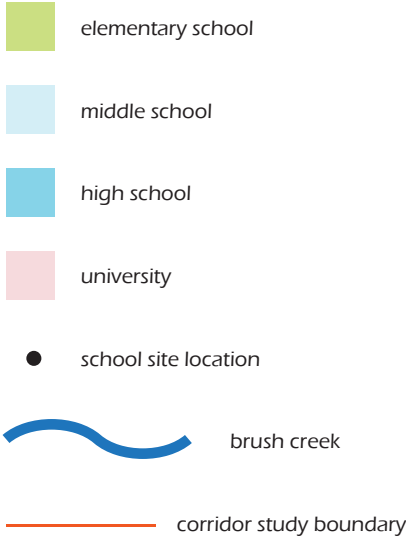 elementary school
middle school
high school
university
school site location
brush creek
corridor study boundary